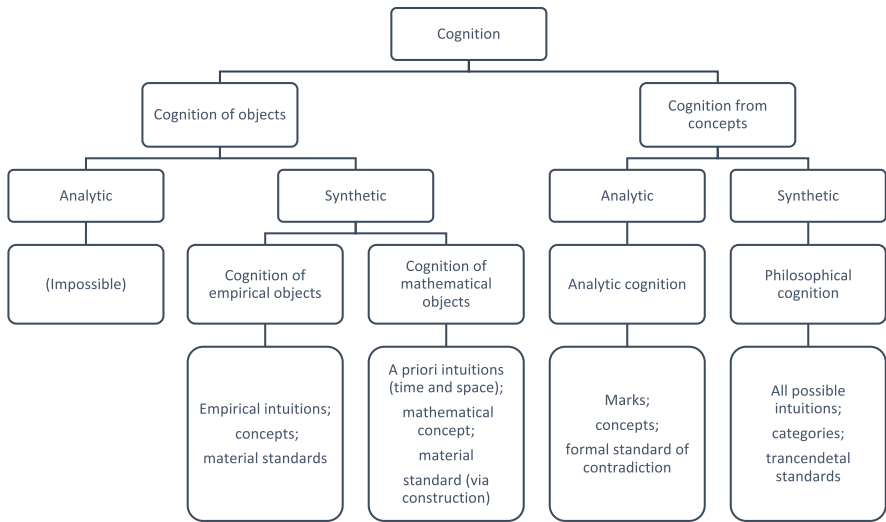 Cognition
Cognition of objects
Cognition from
concepts
Analytic
Synthetic
Analytic
Synthetic
(Impossible)
Cognition of
empirical objects
Cognition of
mathematical
objects
Analytic cognition
Philosophical
cognition
Empirical intuitions;
concepts;
material standards
A priori intuitions
(time and space);
mathematical
concept;
material
standard (via
construction)
Marks;
concepts;
formal standard of
contradiction
All possible
intuitions;
categories;
trancendetal
standards